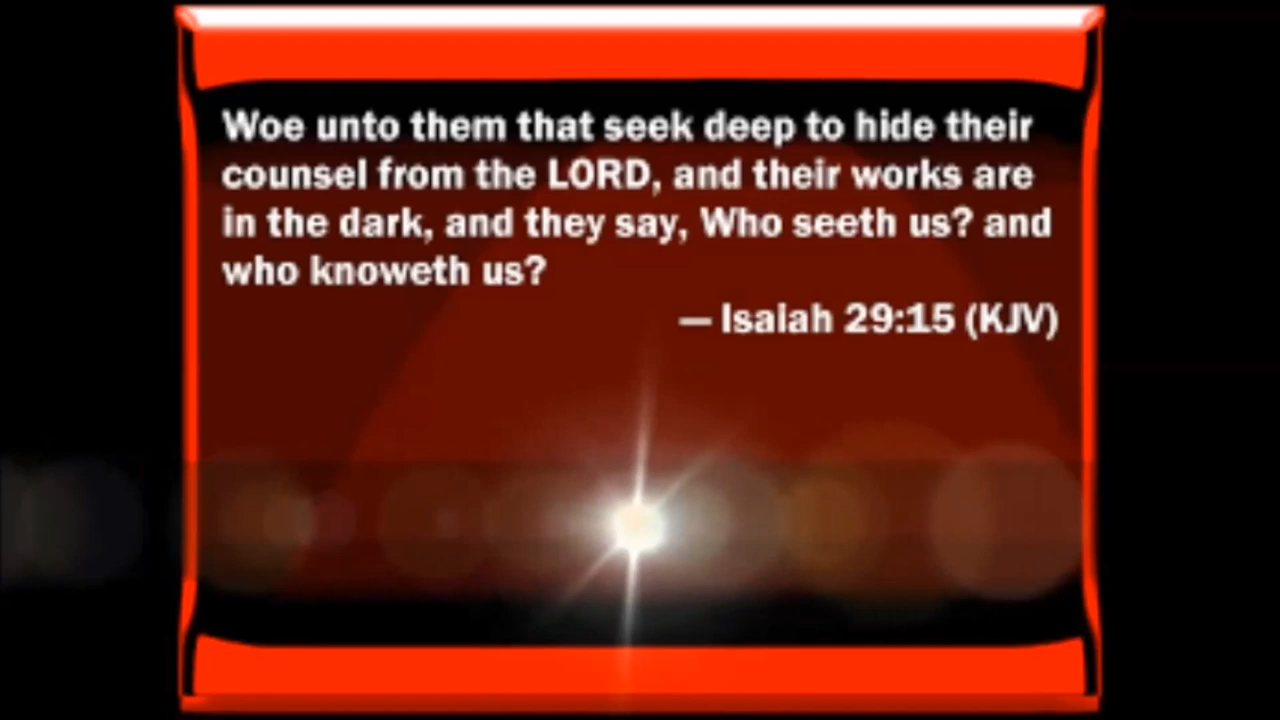 Woe unto them that seek deep to hide their
counsel from the LORD, and their works are
in the dark, and they say, Who seeth us? and
who knoweth us?
— Isaiah 29:15 (KJV)